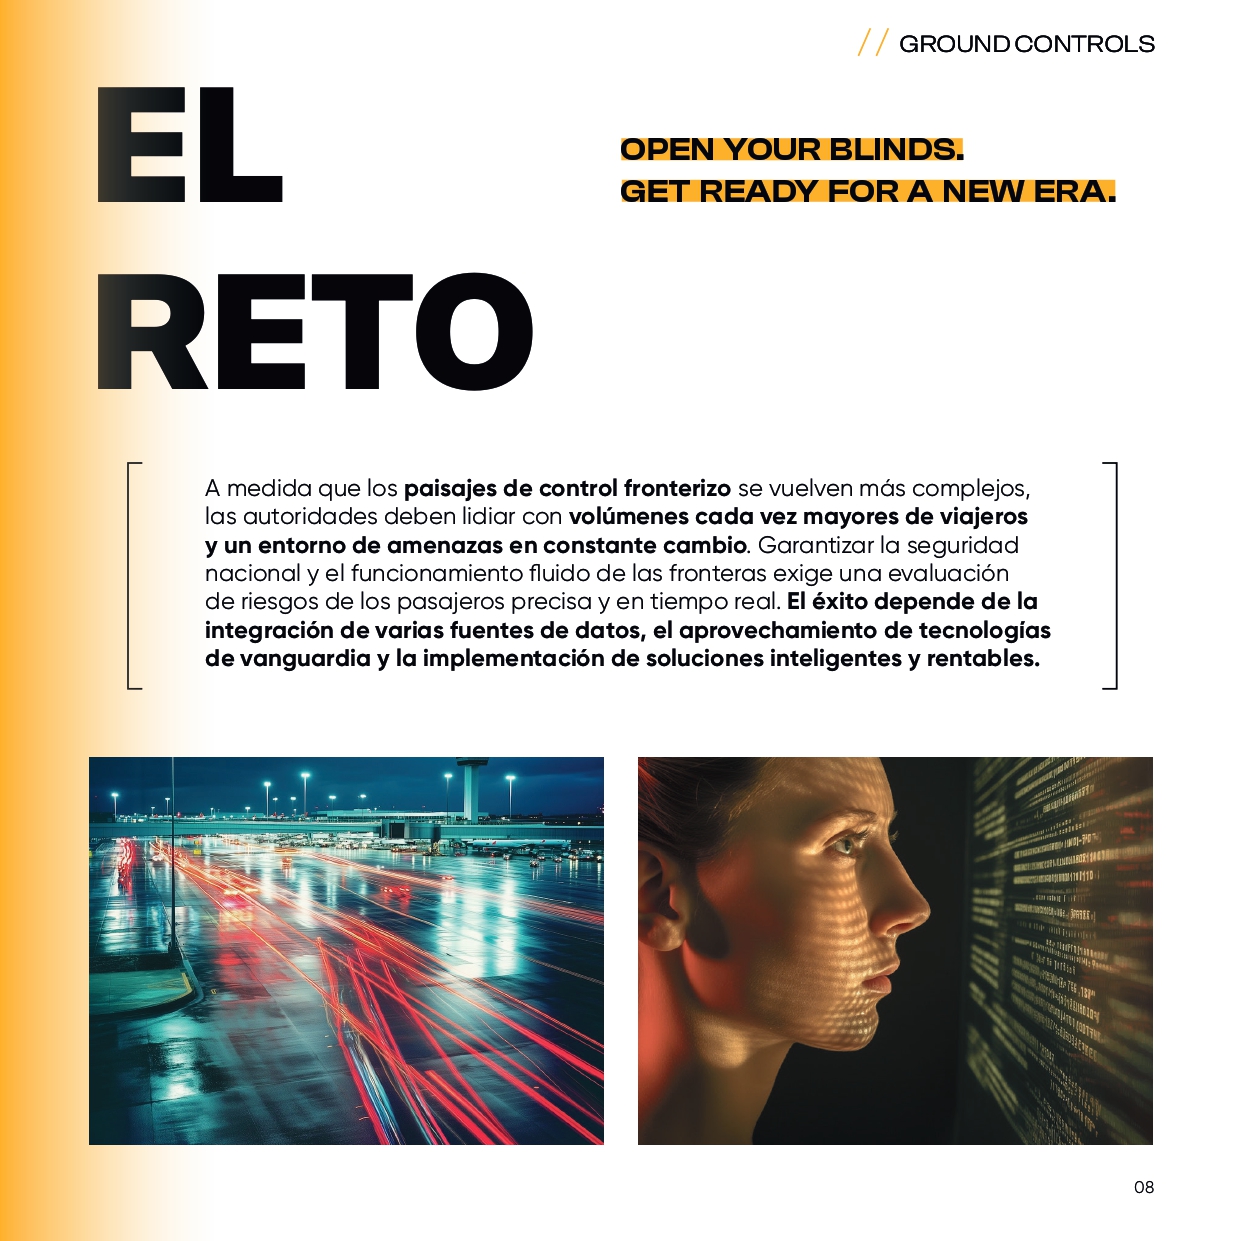 // GROUND CONTROLS
EL
RETO
OPEN YOUR BLINDS.
GET READY FOR A NEW ERA.
A medida que los paisajes de control fronterizo se vuelven más complejos,
las autoridades deben lidiar con volúmenes cada vez mayores de viajeros
y un entorno de amenazas en constante cambio. Garantizar la seguridad
nacional y el funcionamiento fluido de las fronteras exige una evaluación
de riesgos de los pasajeros precisa y en tiempo real. El éxito depende de la
integración de varias fuentes de datos, el aprovechamiento de tecnologías
de vanguardia y la implementación de soluciones inteligentes y rentables.
08